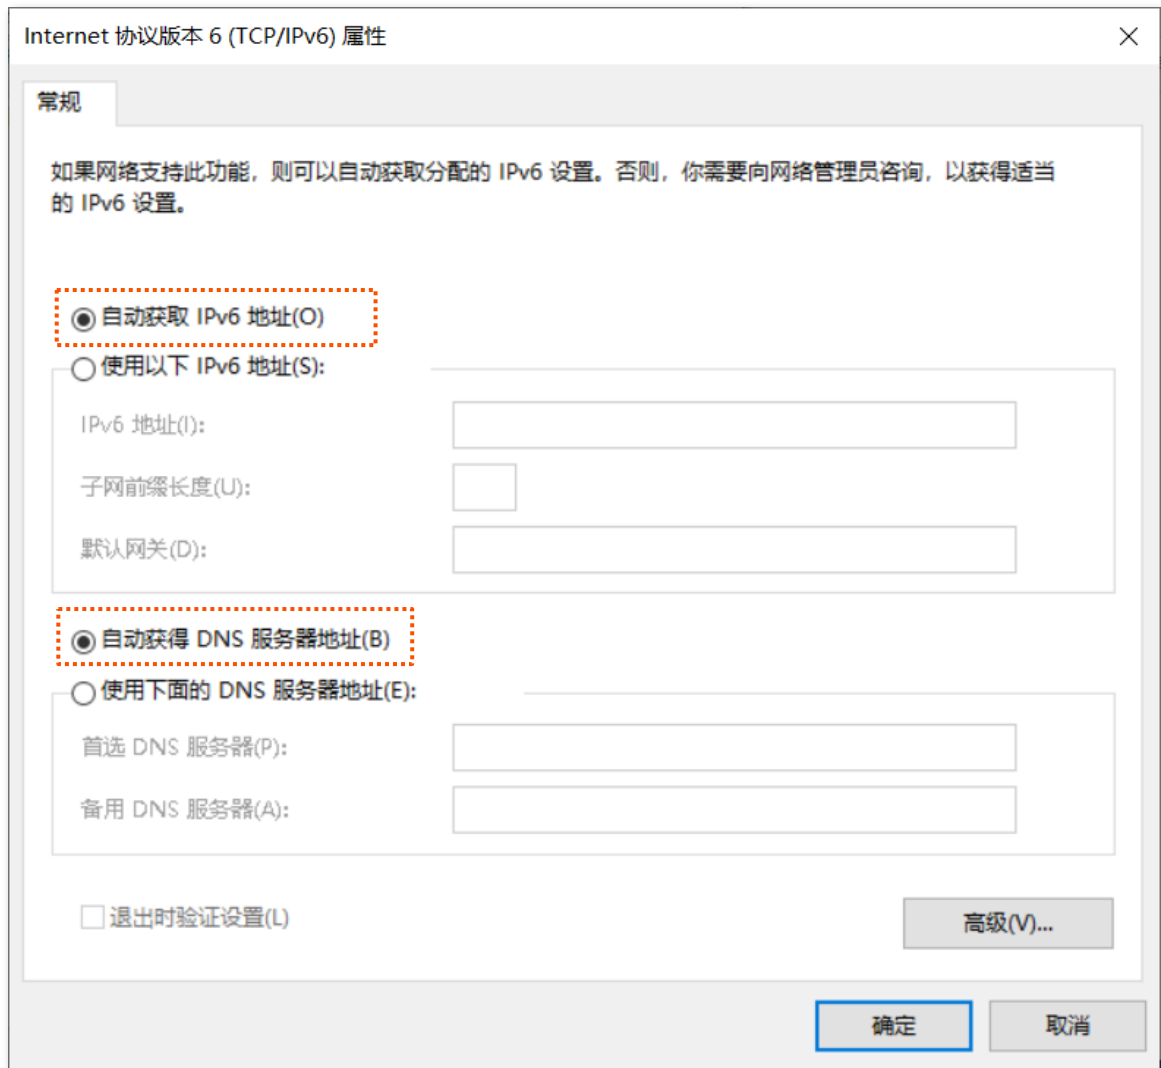 Internet 协议版本 6 (TCP/IPv6) 属性
常规
如果网络支持此功能，则可以自动获取分配的 IPv6 设置。否则，你需要向网络管理员咨询，以获得适当
的 IPv6 设置。
自动获取 IPv6 地址(O)
使用以下 IPv6 地址(S):
IPv6 地址(I):
子网前缀长度(U):
默认网关(D):
自动获得 DNS 服务器地址(B)
使用下面的 DNS 服务器地址(E):
首选 DNS 服务器(P):
备用 DNS 服务器(A):
退出时验证设置(L)
高级(V)...
确定
取消